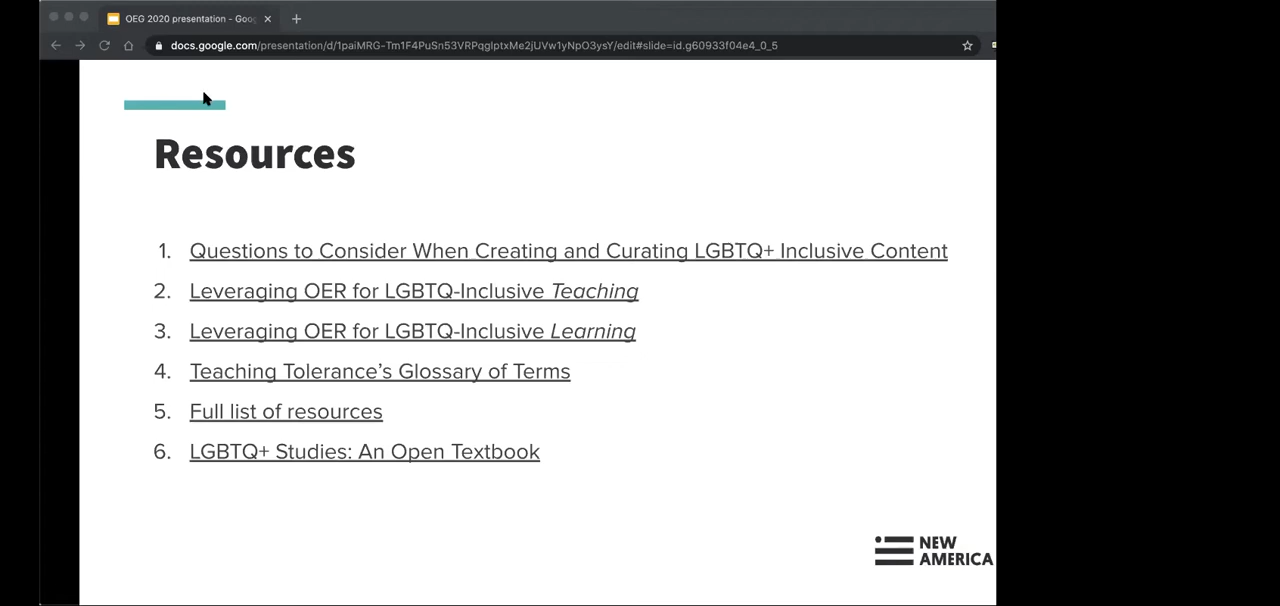 OEG 2020 presentation - Goo
docs.google.com/presentation/d/1paiMRG-Tm1F4PuSn53VRPqgIptxMe2jUVw1yNpO3ysY/edit#slide=id.g60933f04e4_0_5
Resources
1. Questions to Consider When Creating and Curating LGBTQ+ Inclusive Content
2. Leveraging OER for LGBTQ-Inclusive Teaching
3. Leveraging OER for LGBTQ-Inclusive Learning
4. Teaching Tolerance’s Glossary of Terms
5. Full list of resources
6. LGBTQ+ Studies: An Open Textbook
NEW
AMERICA